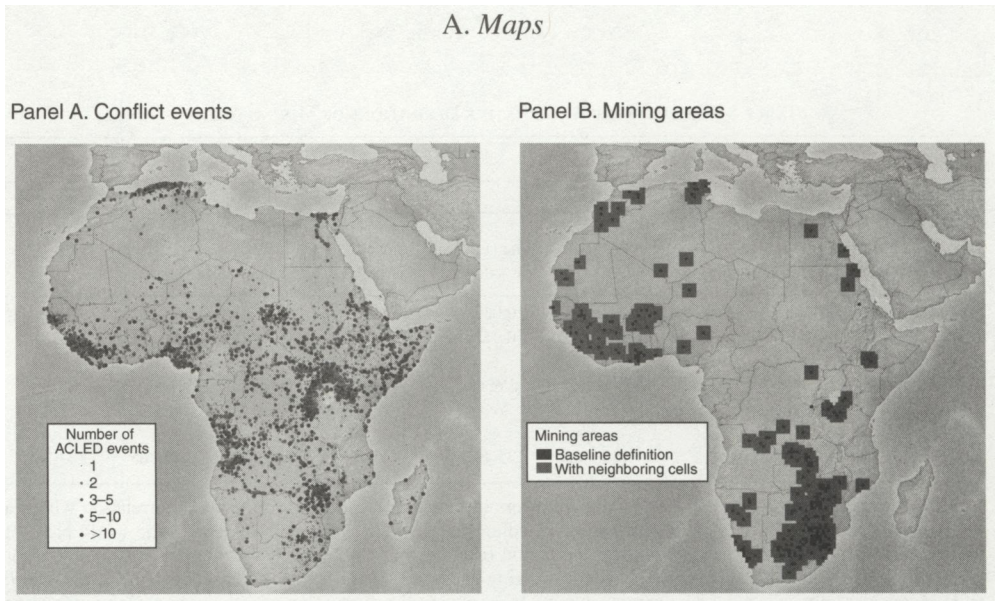 A. Maps
Panel A. Conflict events
Panel B. Mining areas
Number of
ACLED events
1
2
3–5
5–10
>10
Mining areas
Baseline definition
With neighboring cells